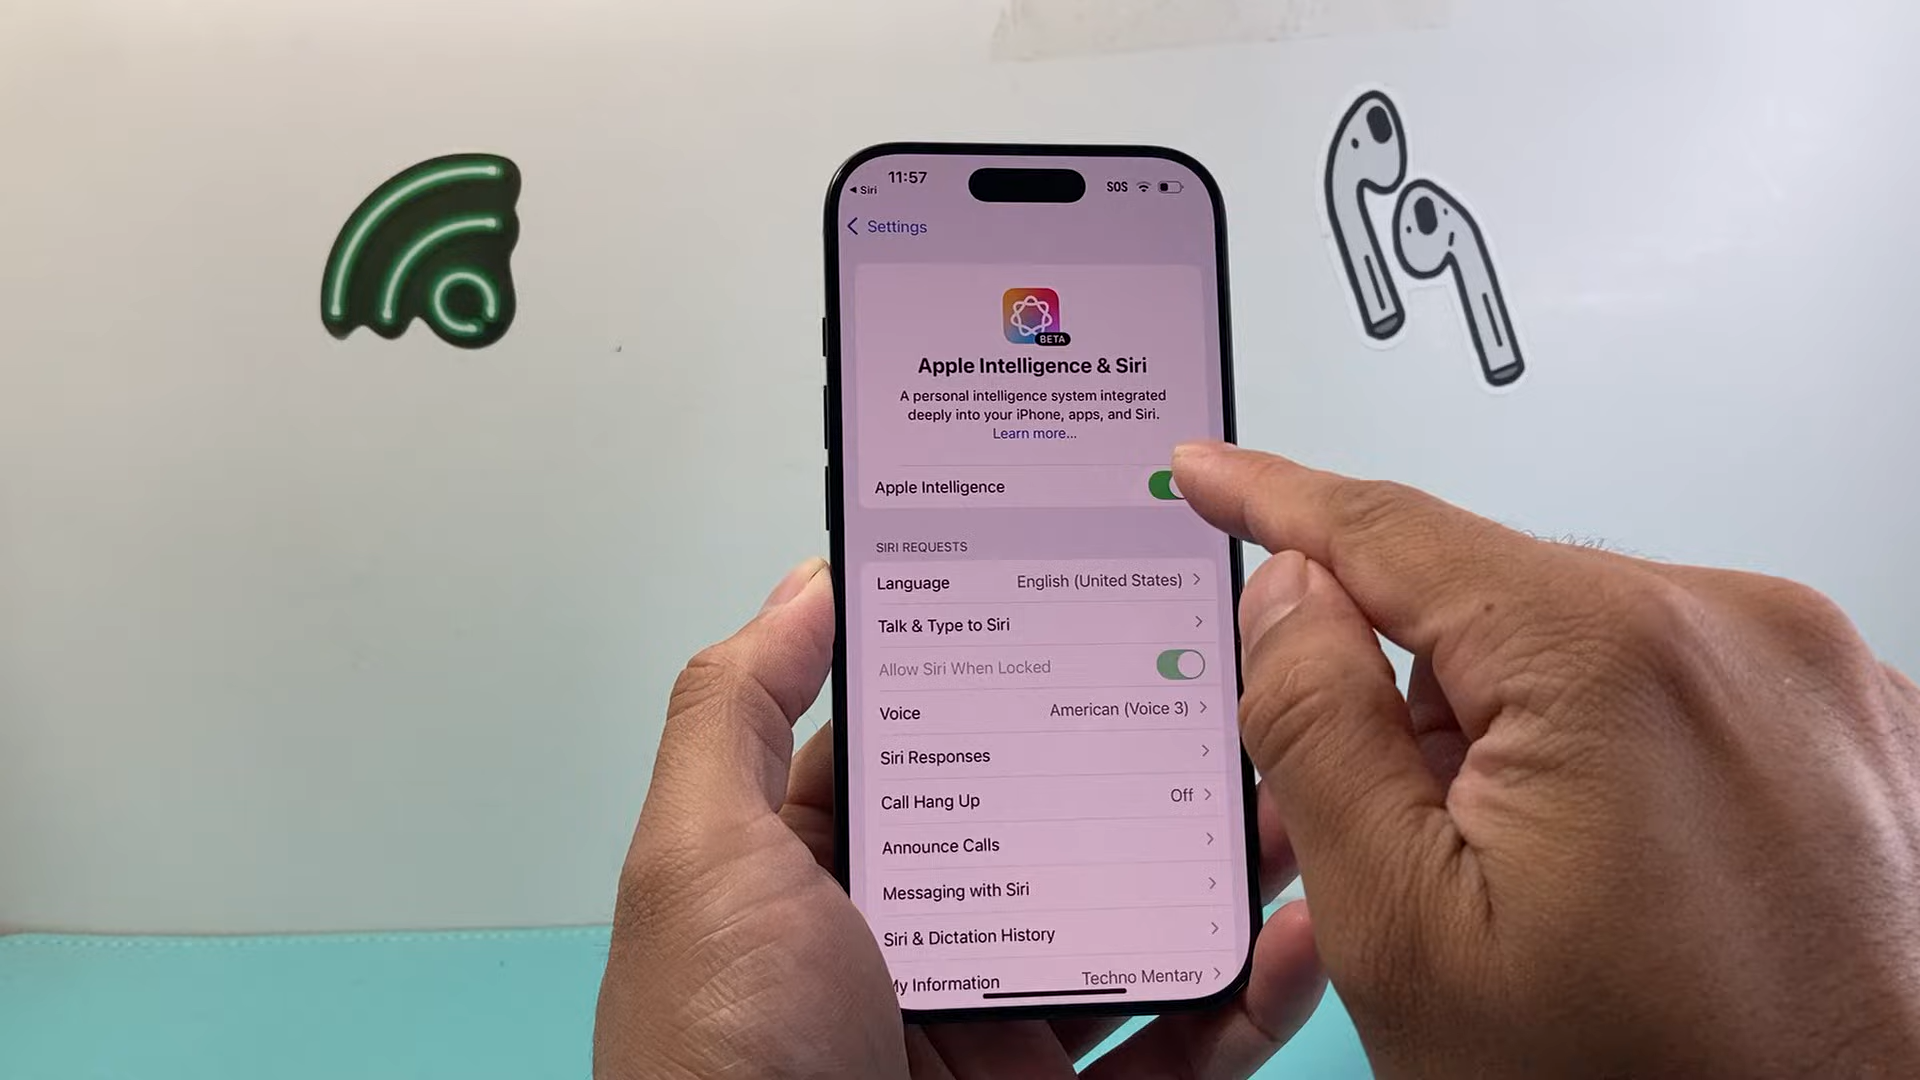 11:57
SOS
◀ Siri
Settings
BETA
Apple Intelligence & Siri
A personal intelligence system integrated
deeply into your iPhone, apps, and Siri.
Learn more...
Apple Intelligence
SIRI REQUESTS
Language English (United States)
Talk & Type to Siri
Allow Siri When Locked
Voice American (Voice 3)
Siri Responses
Call Hang Up Off
Announce Calls
Messaging with Siri
Siri & Dictation History
My Information Techno Mentary